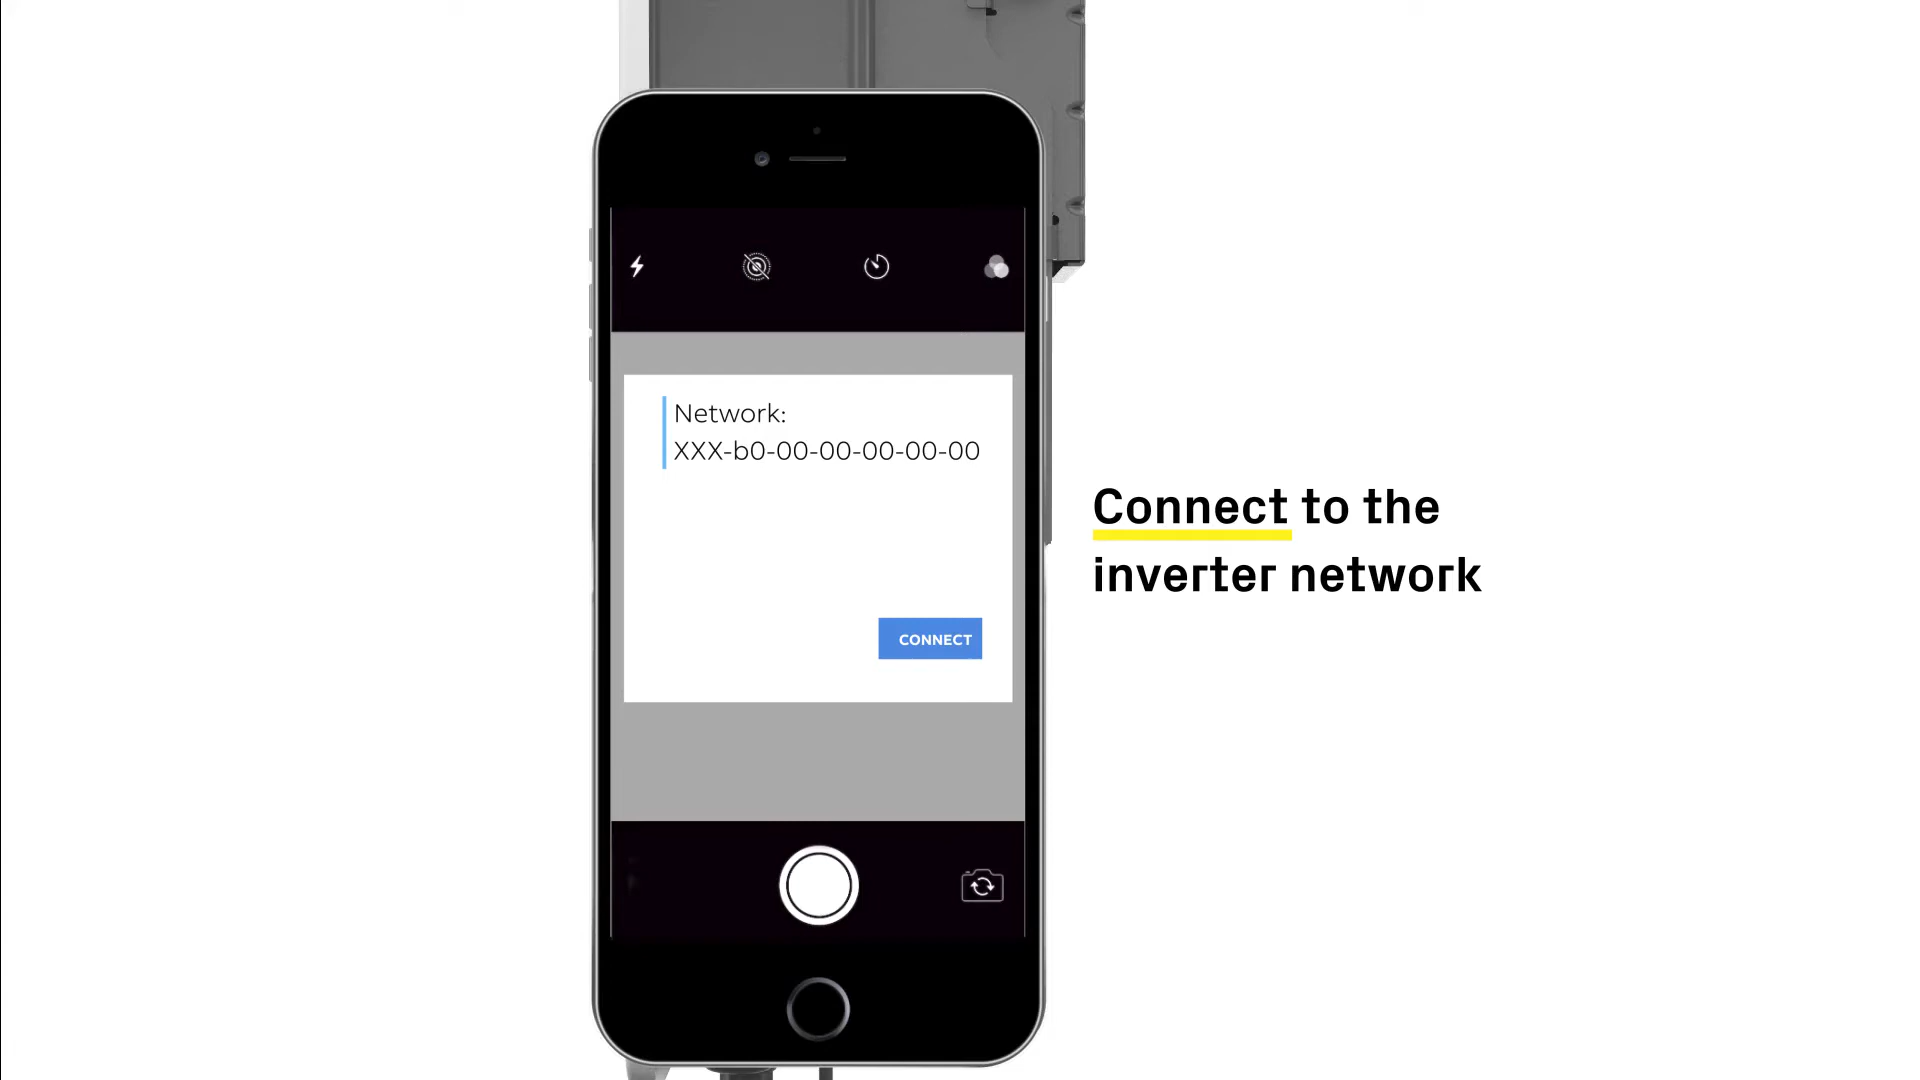 Network:
XXX-b0-00-00-00-00-00
CONNECT
Connect to the
inverter network